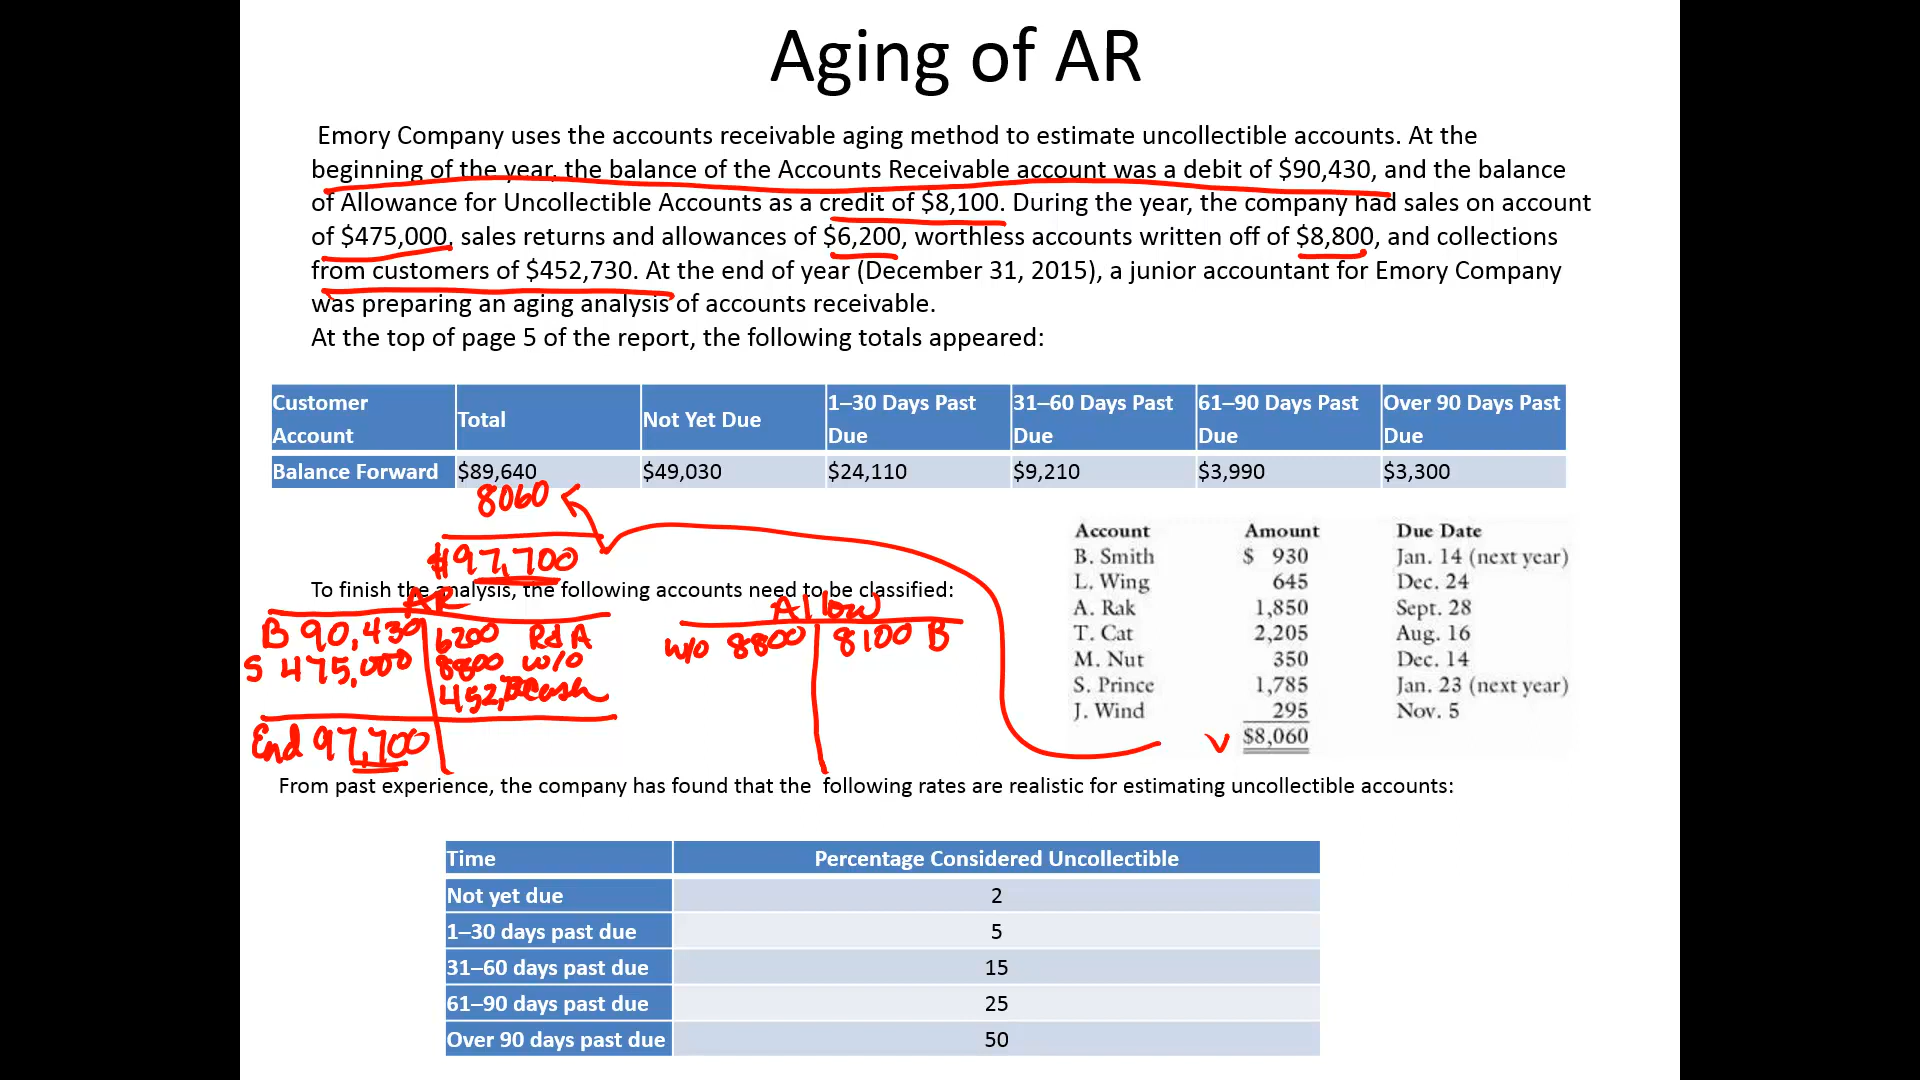 Aging of AR
Emory Company uses the accounts receivable aging method to estimate uncollectible accounts. At the
beginning of the year, the balance of the Accounts Receivable account was a debit of $90,430, and the balance
of Allowance for Uncollectible Accounts as a credit of $8,100. During the year, the company had sales on account
of $475,000, sales returns and allowances of $6,200, worthless accounts written off of $8,800, and collections
from customers of $452,730. At the end of year (December 31, 2015), a junior accountant for Emory Company
was preparing an aging analysis of accounts receivable.
At the top of page 5 of the report, the following totals appeared:
Customer Account Total Not Yet Due 1–30 Days Past Due 31–60 Days Past Due 61–90 Days Past Due Over 90 Days Past Due
Balance Forward $89,640 $49,030 $24,110 $9,210 $3,990 $3,300
8060
$97,700
To finish the analysis, the following accounts need to be classified:
Account Amount Due Date
B. Smith $ 930 Jan. 14 (next year)
L. Wing 645 Dec. 24
A. Rak 1,850 Sept. 28
T. Cat 2,205 Aug. 16
M. Nut 350 Dec. 14
S. Prince 1,785 Jan. 23 (next year)
J. Wind 295 Nov. 5
$8,060
AR
B 90,430 6200 R&A
S 475,000 8800 w/o
452, Cash
End 97,700
Allow
w/o 8800 8100 B
From past experience, the company has found that the following rates are realistic for estimating uncollectible accounts:
Time Percentage Considered Uncollectible
Not yet due 2
1–30 days past due 5
31–60 days past due 15
61–90 days past due 25
Over 90 days past due 50